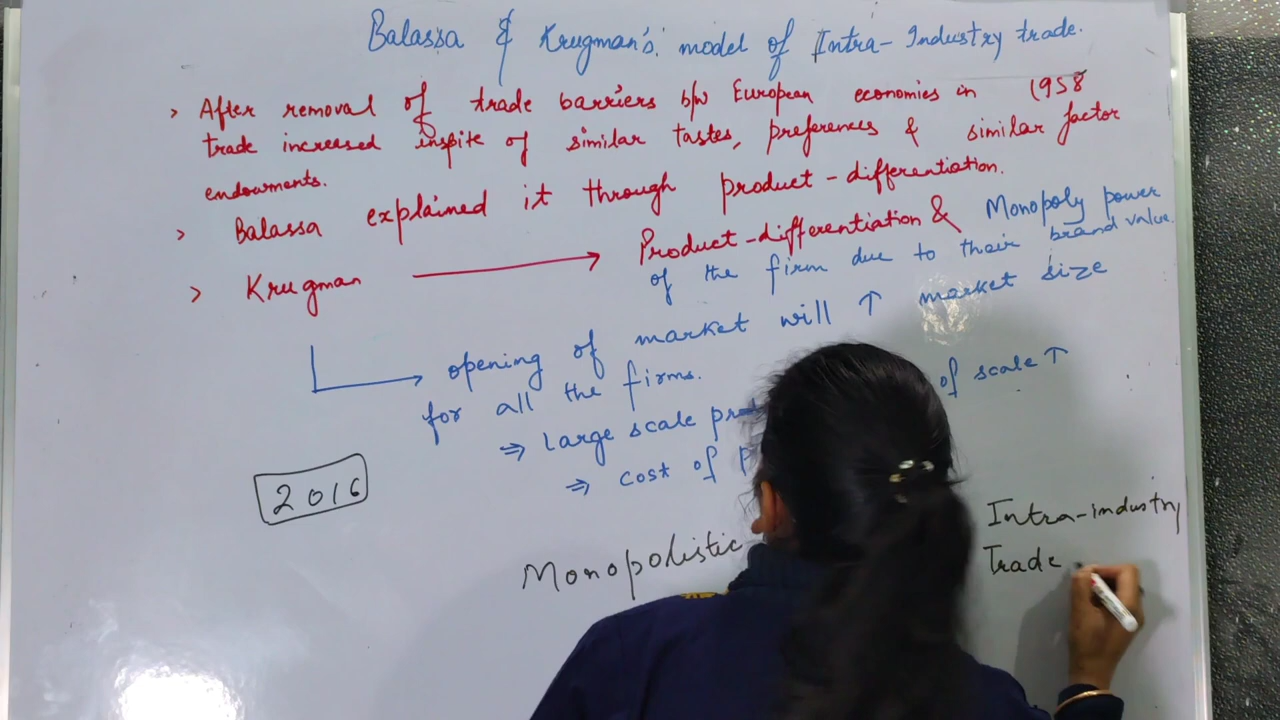 Balassa & Krugman's: model of Intra-Industry trade.
> After removal of trade barriers b/w European economies in 1958
trade increased inspite of similar tastes, preferences & similar factor
endowments.
> Balassa explained it through product-differentiation.
> Krugman → Product-differentiation & Monopoly power
of the firm due to their brand value.
opening of market will ↑ market size
for all the firms.
⇒ large scale of scale ↑
⇒ cost of
2016
Monopolistic
Intra-industry
Trade